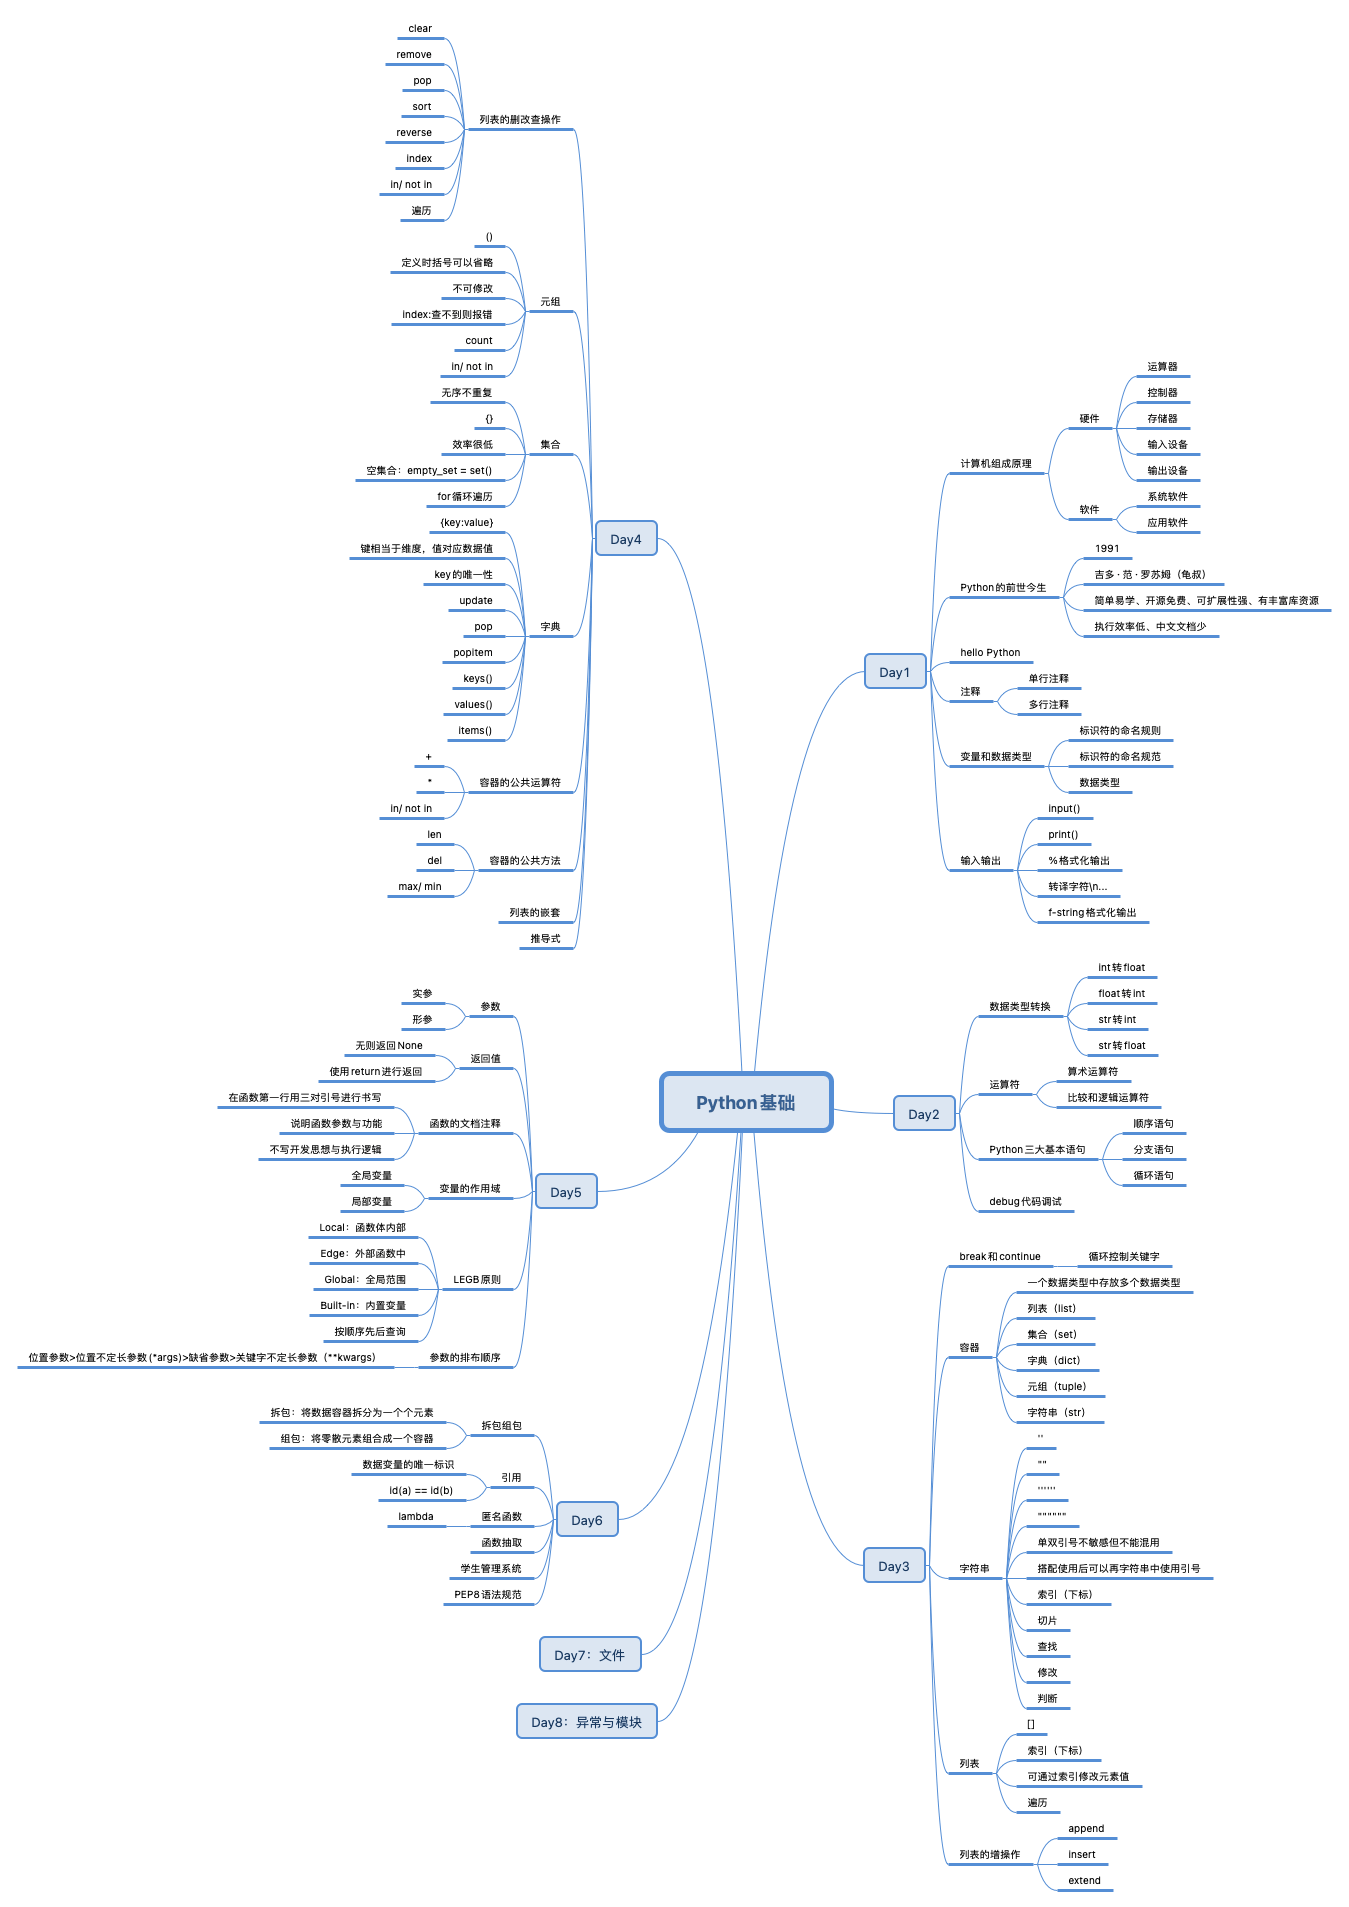 Python基础
Day1
计算机组成原理
硬件
运算器
控制器
存储器
输入设备
输出设备
软件
系统软件
应用软件
Python的前世今生
1991
吉多·范·罗苏姆（龟叔）
简单易学、开源免费、可扩展性强、有丰富库资源
执行效率低、中文文档少
hello Python
注释
单行注释
多行注释
变量和数据类型
标识符的命名规则
标识符的命名规范
数据类型
输入输出
input()
print()
%格式化输出
转译字符\n...
f-string格式化输出
Day2
数据类型转换
int转float
float转int
str转int
str转float
运算符
算术运算符
比较和逻辑运算符
Python三大基本语句
顺序语句
分支语句
循环语句
debug代码调试
Day3
break和continue
循环控制关键字
容器
一个数据类型中存放多个数据类型
列表（list）
集合（set）
字典（dict）
元组（tuple）
字符串（str）
字符串
''
""
''''''
""""""
单双引号不敏感但不能混用
搭配使用后可以再字符串中使用引号
索引（下标）
切片
查找
修改
判断
列表
[]
索引（下标）
可通过索引修改元素值
遍历
列表的增操作
append
insert
extend
Day4
列表的删改查操作
clear
remove
pop
sort
reverse
index
in/ not in
遍历
元组
()
定义时括号可以省略
不可修改
index:查不到则报错
count
in/ not in
集合
无序不重复
{}
效率很低
空集合：empty_set = set()
for循环遍历
字典
{key:value}
键相当于维度，值对应数据值
key的唯一性
update
pop
popitem
keys()
values()
items()
容器的公共运算符
+
*
in/ not in
容器的公共方法
len
del
max/ min
列表的嵌套
推导式
Day5
参数
实参
形参
返回值
无则返回None
使用return进行返回
函数的文档注释
在函数第一行用三对引号进行书写
说明函数参数与功能
不写开发思想与执行逻辑
变量的作用域
全局变量
局部变量
LEGB原则
Local：函数体内部
Edge：外部函数中
Global：全局范围
Built-in：内置变量
按顺序先后查询
参数的排布顺序
位置参数>位置不定长参数(*args)>缺省参数>关键字不定长参数（**kwargs）
Day6
拆包组包
拆包：将数据容器拆分为一个个元素
组包：将零散元素组合成一个容器
引用
数据变量的唯一标识
id(a) == id(b)
匿名函数
lambda
函数抽取
学生管理系统
PEP8语法规范
Day7：文件
Day8：异常与模块